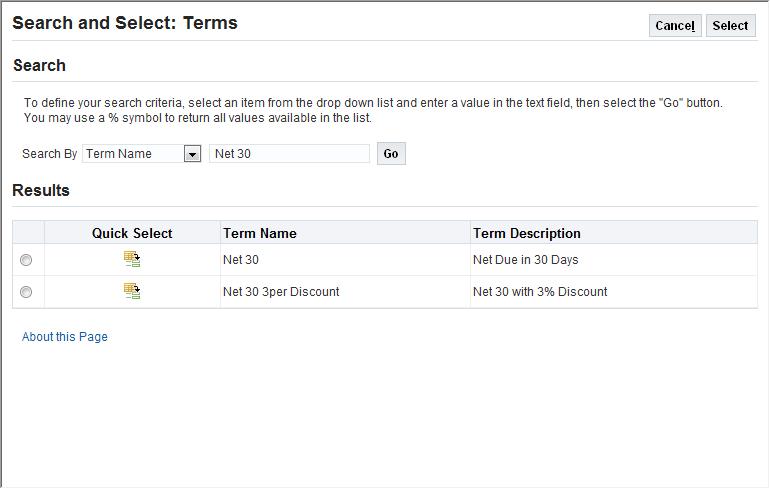 Search and Select: Terms
Cancel Select
Search
To define your search criteria, select an item from the drop down list and enter a value in the text field, then select the "Go" button.
You may use a % symbol to return all values available in the list.
Search By Term Name Net 30 Go
Results
Quick Select Term Name Term Description
Net 30 Net Due in 30 Days
Net 30 3per Discount Net 30 with 3% Discount
About this Page